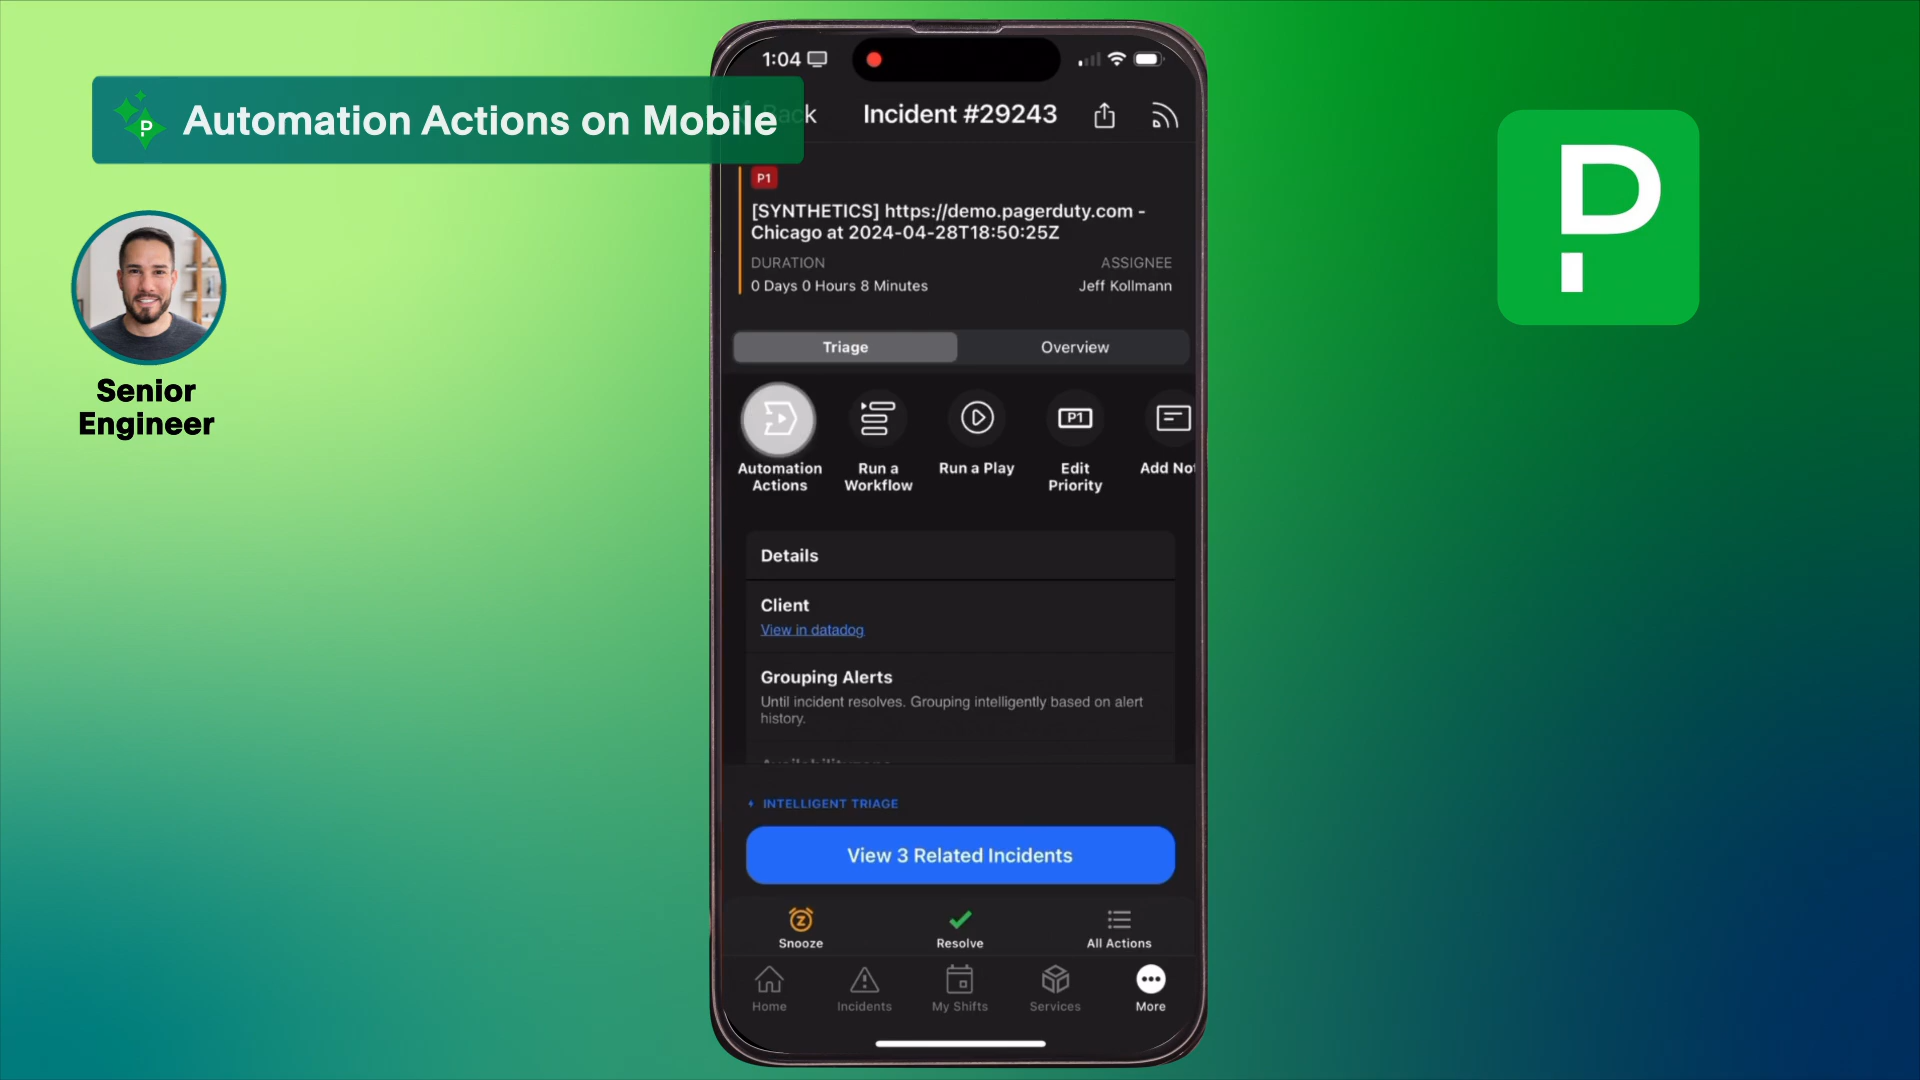 1:04
Automation Actions on Mobile
ck
Incident #29243
P1
[SYNTHETICS] https://demo.pagerduty.com -
Chicago at 2024-04-28T18:50:25Z
DURATION
ASSIGNEE
0 Days 0 Hours 8 Minutes
Jeff Kollmann
Senior
Engineer
Triage
Overview
P1
Automation
Actions
Run a
Workflow
Run a Play
Edit
Priority
Add Not
Details
Client
View in datadog
Grouping Alerts
Until incident resolves. Grouping intelligently based on alert
history.
INTELLIGENT TRIAGE
View 3 Related Incidents
Snooze
Resolve
All Actions
Home
Incidents
My Shifts
Services
More